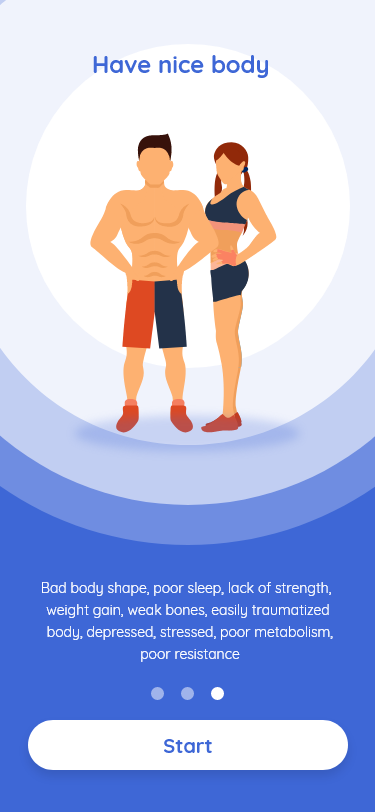 Have nice body
Bad body shape, poor sleep, lack of strength,
weight gain, weak bones, easily traumatized
body, depressed, stressed, poor metabolism,
poor resistance
Start